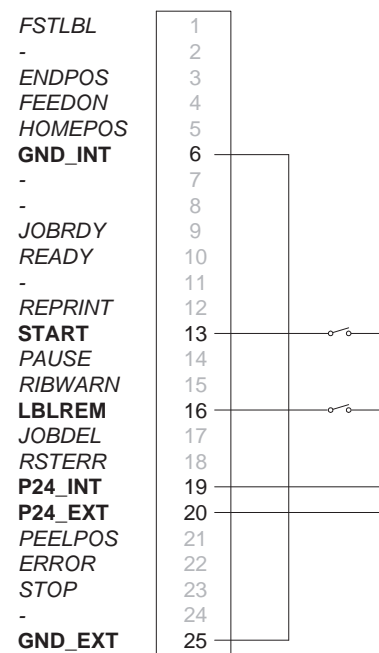 FSTLBL 1
- 2
ENDPOS 3
FEEDON 4
HOMEPOS 5
GND_INT 6
- 7
- 8
JOBRDY 9
READY 10
- 11
REPRINT 12
START 13
PAUSE 14
RIBWARN 15
LBLREM 16
JOBDEL 17
RSTERR 18
P24_INT 19
P24_EXT 20
PEELPOS 21
ERROR 22
STOP 23
- 24
GND_EXT 25